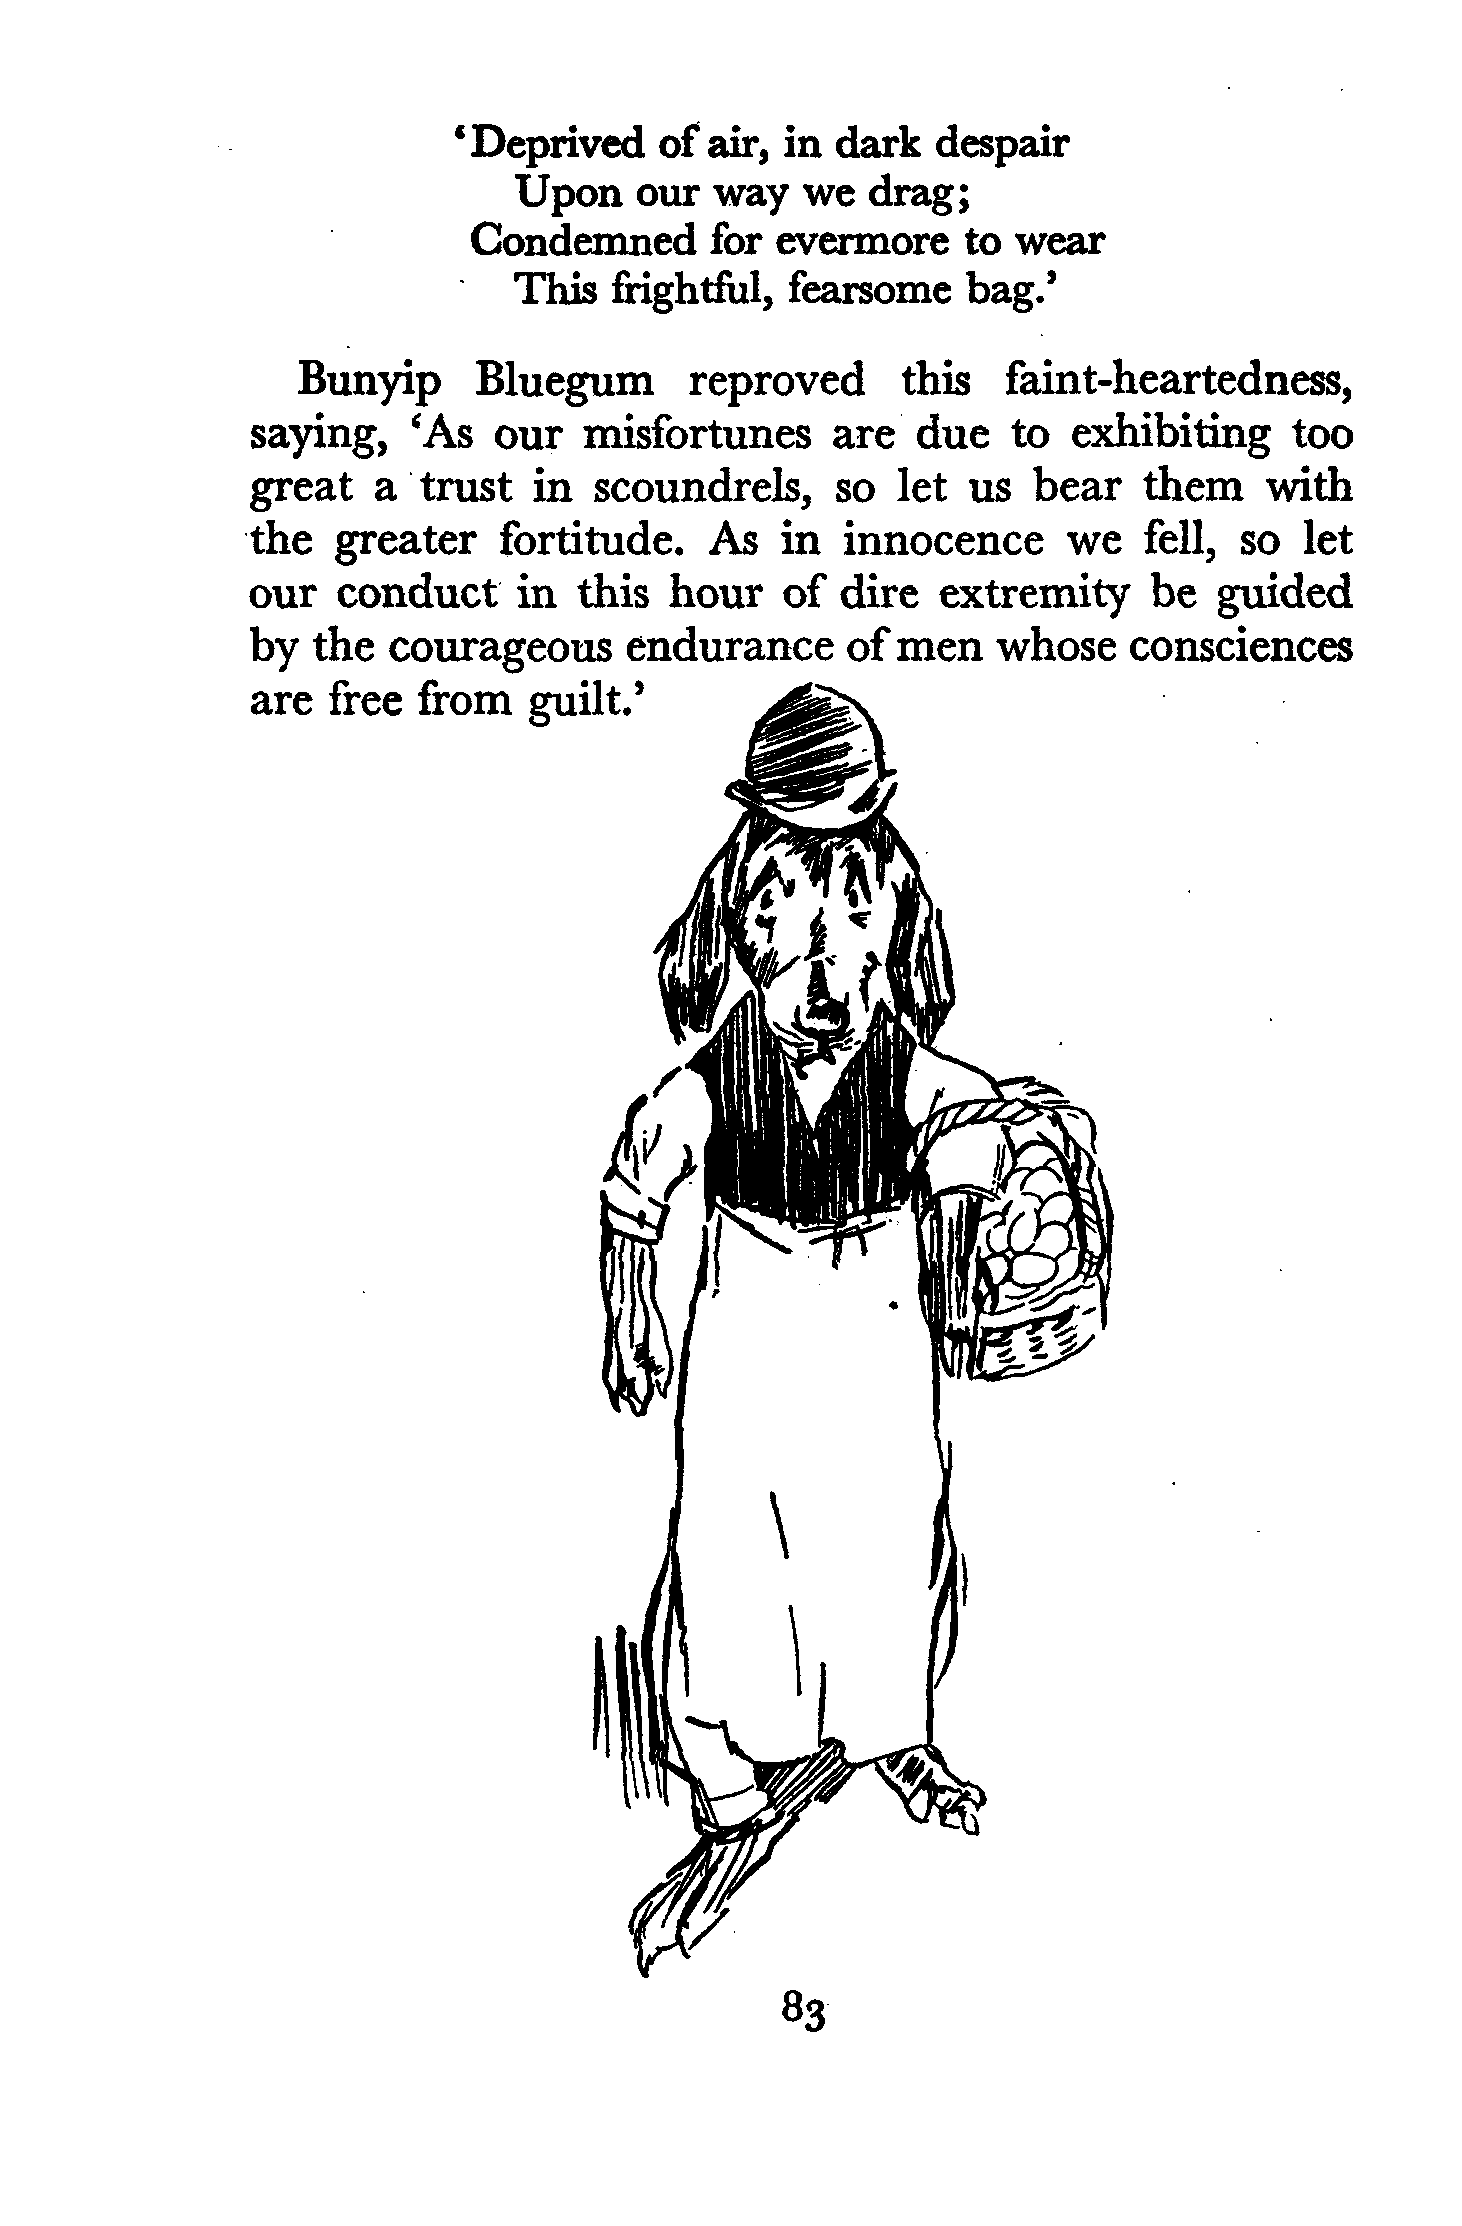 ‘Deprived of air, in dark despair
Upon our way we drag;
Condemned for evermore to wear
This frightful, fearsome bag.’
Bunyip Bluegum reproved this faint-heartedness,
saying, ‘As our misfortunes are due to exhibiting too
great a trust in scoundrels, so let us bear them with
the greater fortitude. As in innocence we fell, so let
our conduct in this hour of dire extremity be guided
by the courageous endurance of men whose consciences
are free from guilt.’
83